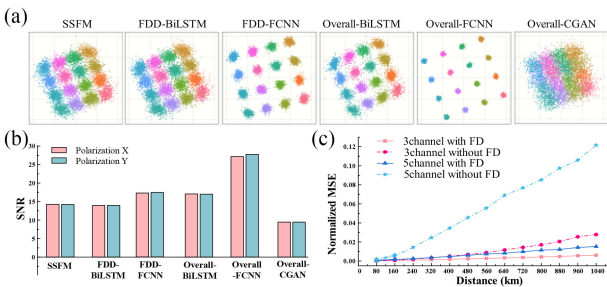 (a)
SSFM FDD-BiLSTM FDD-FCNN Overall-BiLSTM Overall-FCNN Overall-CGAN
(b)
SNR
30
25
20
15
10
5
0
Polarization X
Polarization Y
SSFM FDD-BiLSTM FDD-FCNN Overall-BiLSTM Overall-FCNN Overall-CGAN
(c)
Normalized MSE
0.12
0.10
0.08
0.06
0.04
0.02
0.00
3channel with FD
3channel without FD
5channel with FD
5channel without FD
0 80 160 240 320 400 480 560 640 720 800 880 960 1040
Distance (km)